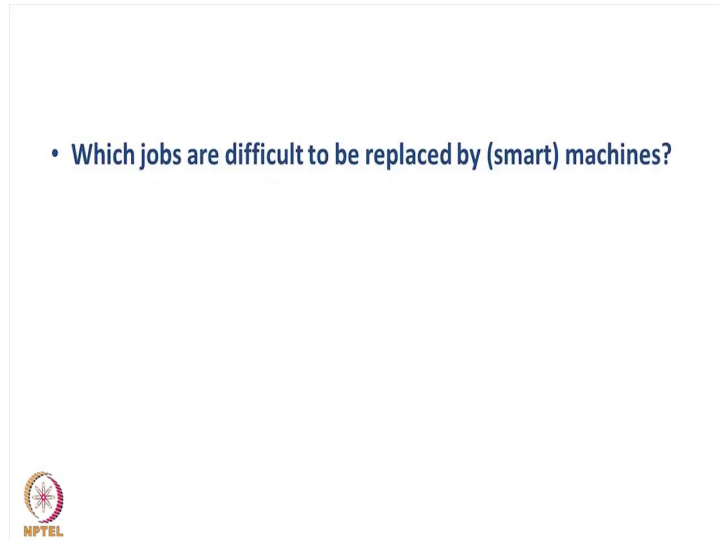 • Which jobs are difficult to be replaced by (smart) machines?
NPTEL